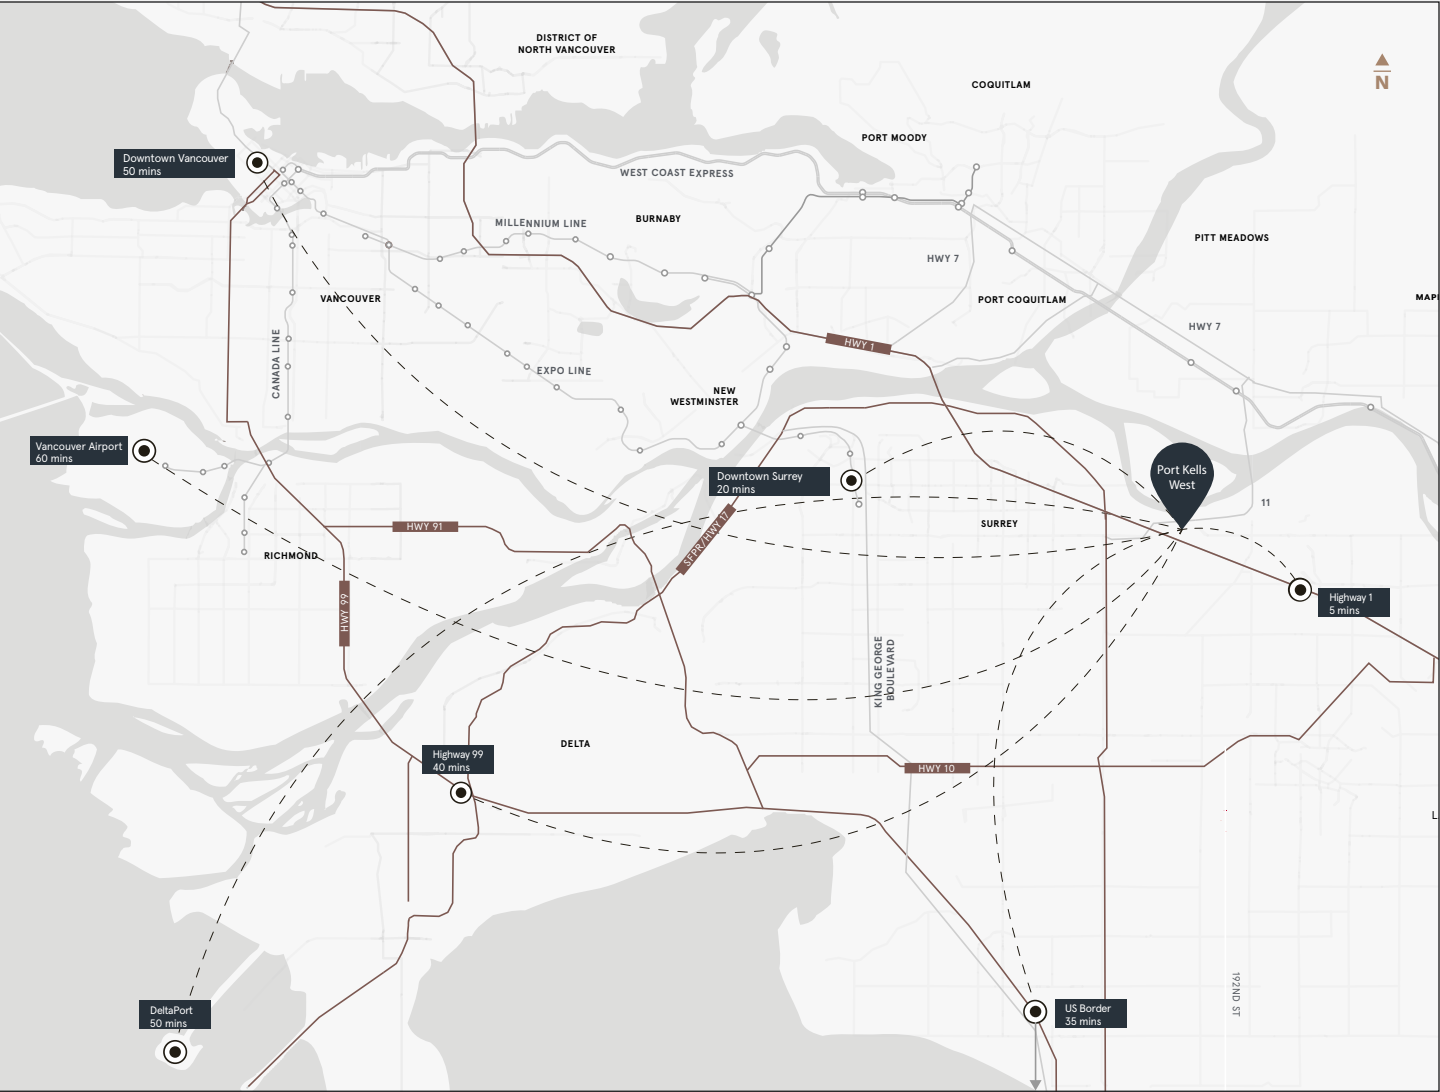 DISTRICT OF
NORTH VANCOUVER
N
COQUITLAM
PORT MOODY
Downtown Vancouver
50 mins
WEST COAST EXPRESS
MILLENNIUM LINE
BURNABY
PITT MEADOWS
HWY 7
VANCOUVER
PORT COQUITLAM
MAPI
HWY 7
HWY 1
CANADA LINE
EXPO LINE
NEW
WESTMINSTER
Vancouver Airport
60 mins
Downtown Surrey
20 mins
Port Kells
West
11
HWY 91
SFPR/HWY 17
SURREY
RICHMOND
HWY 99
Highway 1
5 mins
KING GEORGE
BOULEVARD
DELTA
Highway 99
40 mins
HWY 10
L
192ND ST
DeltaPort
50 mins
US Border
35 mins